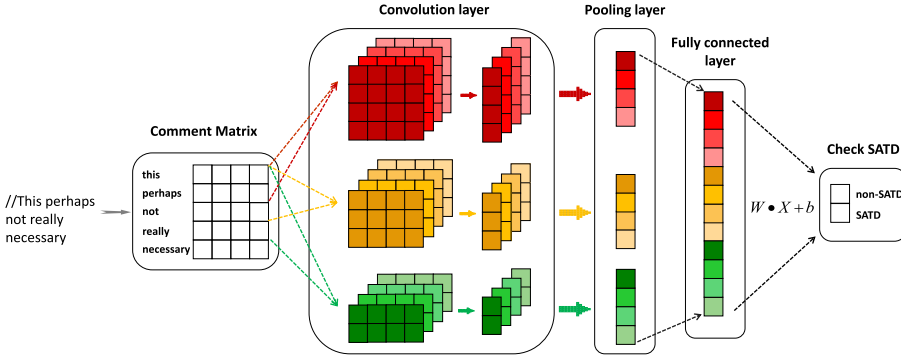 Convolution layer
Pooling layer
Fully connected
layer
Comment Matrix
Check SATD
//This perhaps
not really
necessary
this
perhaps
not
really
necessary
W • X + b
non-SATD
SATD